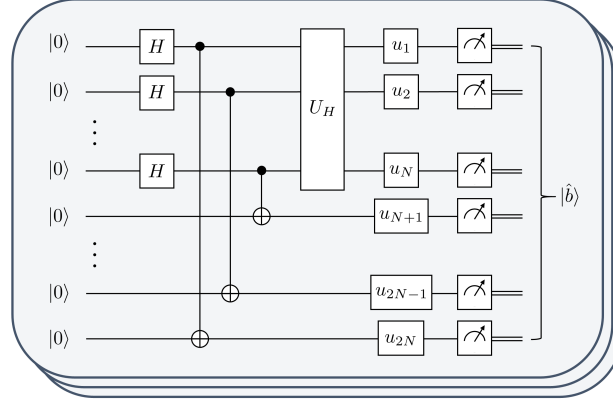 |0⟩ H u_1
|0⟩ H u_2
U_H
⋮
|0⟩ H u_N
|b̂⟩
|0⟩ u_{N+1}
⋮
|0⟩ u_{2N−1}
|0⟩ u_{2N}